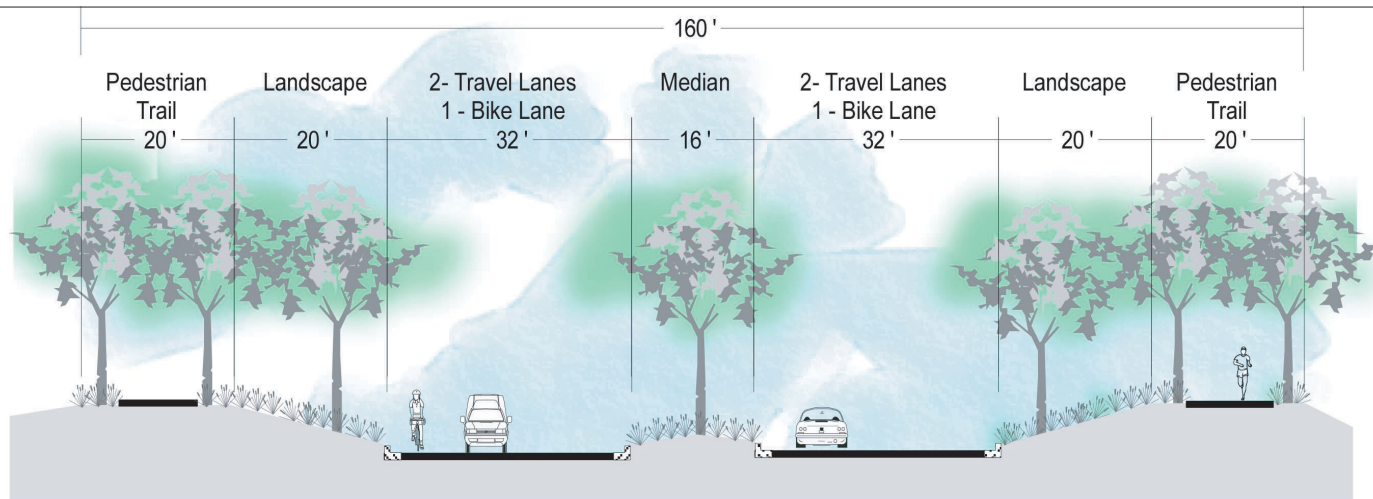 160 '
Pedestrian
Trail
20 '
Landscape
20 '
2- Travel Lanes
1 - Bike Lane
32 '
Median
16 '
2- Travel Lanes
1 - Bike Lane
32 '
Landscape
20 '
Pedestrian
Trail
20 '